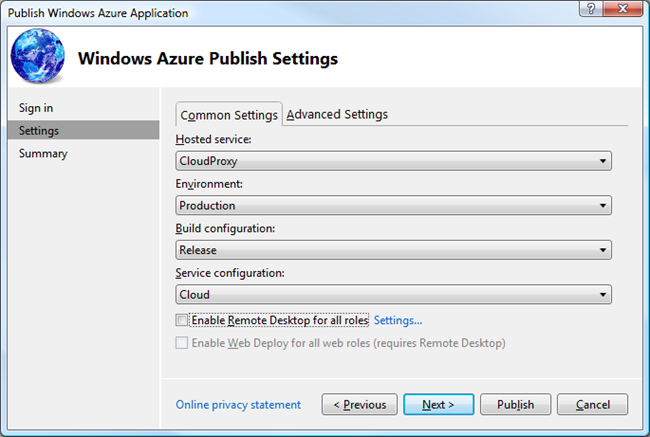 Publish Windows Azure Application
Windows Azure Publish Settings
Sign in
Settings
Summary
Common Settings
Advanced Settings
Hosted service:
CloudProxy
Environment:
Production
Build configuration:
Release
Service configuration:
Cloud
Enable Remote Desktop for all roles Settings...
Enable Web Deploy for all web roles (requires Remote Desktop)
Online privacy statement
< Previous
Next >
Publish
Cancel